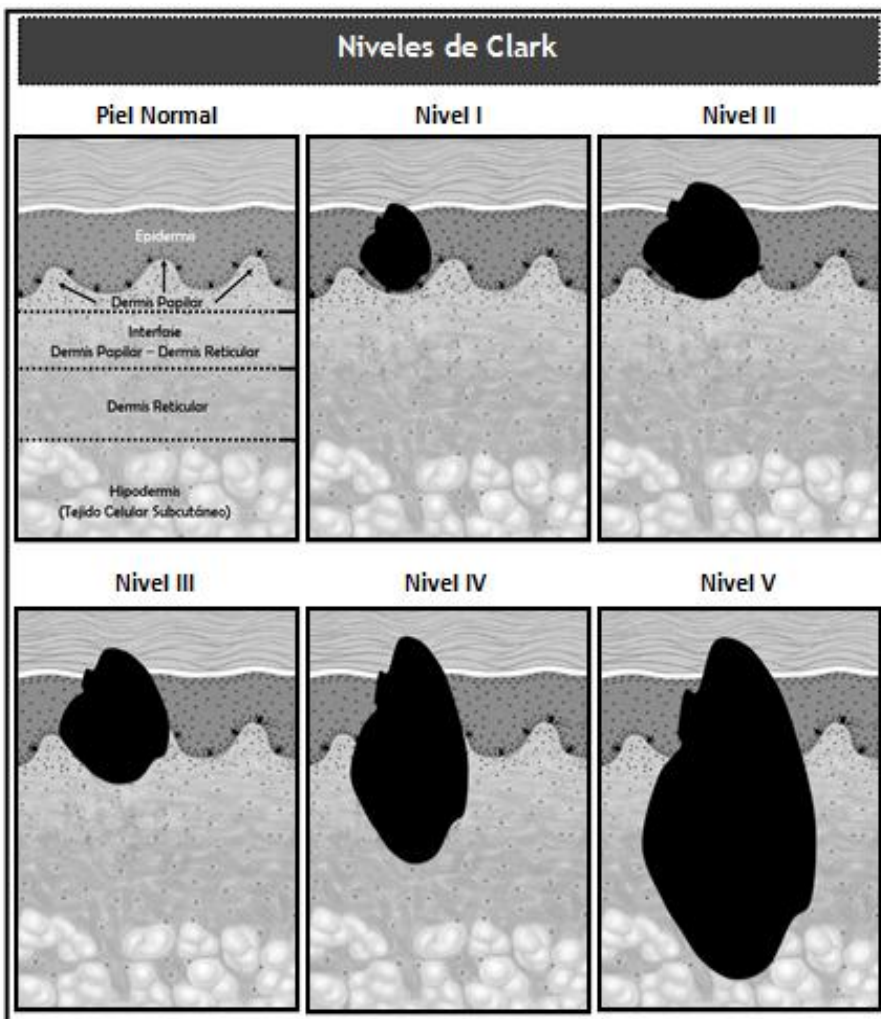 Niveles de Clark
Piel Normal
Nivel I
Nivel II
Epidermis
Dermis Papilar
Interfase
Dermis Papilar – Dermis Reticular
Dermis Reticular
Hipodermis
(Tejido Celular Subcutáneo)
Nivel III
Nivel IV
Nivel V